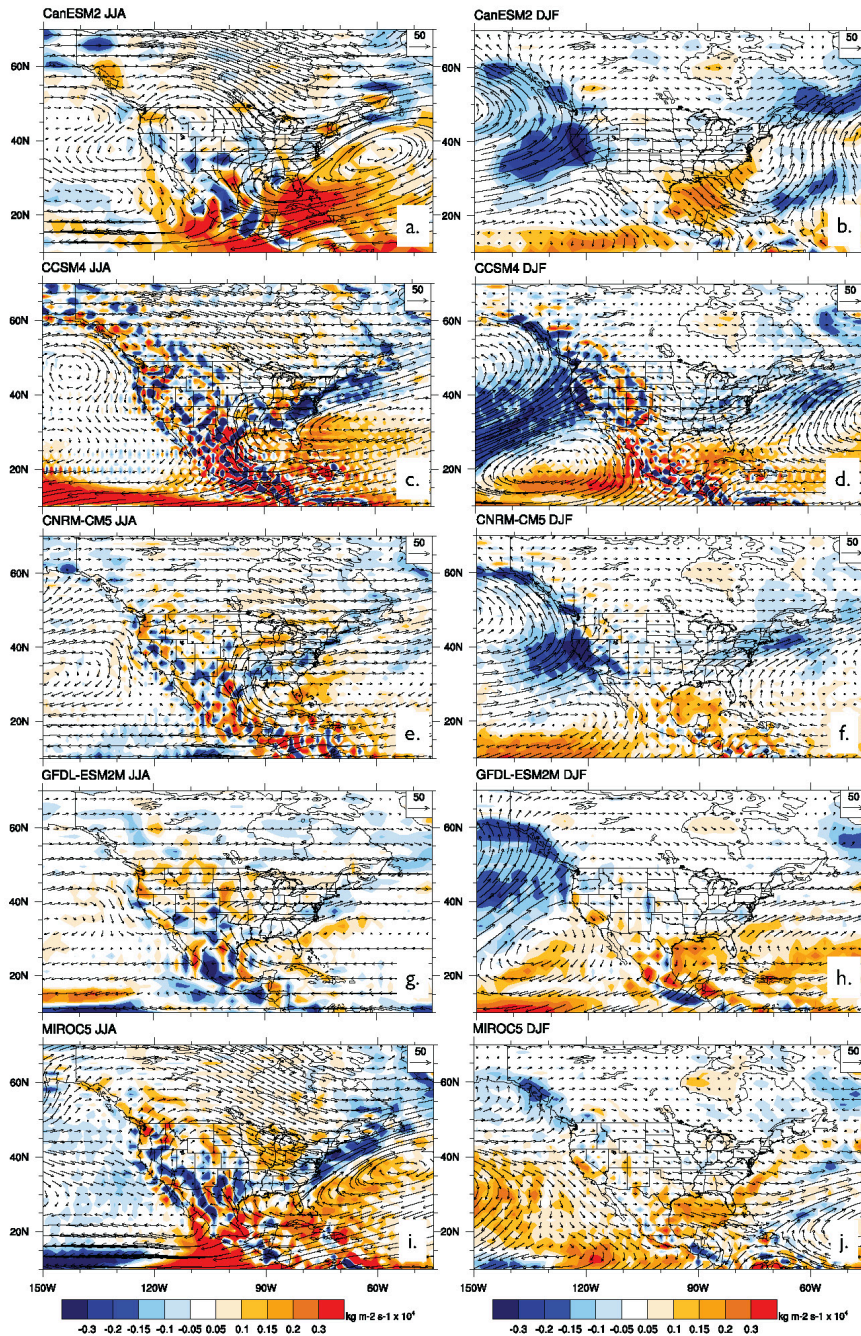 CanESM2 JJA
CanESM2 DJF
50
50
60N
60N
40N
40N
20N
20N
a.
b.
CCSM4 JJA
CCSM4 DJF
50
50
60N
60N
40N
40N
20N
20N
c.
d.
CNRM-CM5 JJA
CNRM-CM5 DJF
50
50
60N
60N
40N
40N
20N
20N
e.
f.
GFDL-ESM2M JJA
GFDL-ESM2M DJF
50
50
60N
60N
40N
40N
20N
20N
g.
h.
MIROC5 JJA
MIROC5 DJF
50
50
60N
60N
40N
40N
20N
20N
i.
j.
150W 120W 90W 60W
150W 120W 90W 60W
kg m-2 s-1 x 10⁴
kg m-2 s-1 x 10⁴
-0.3 -0.2 -0.15 -0.1 -0.05 0.05 0.1 0.15 0.2 0.3
-0.3 -0.2 -0.15 -0.1 -0.05 0.05 0.1 0.15 0.2 0.3